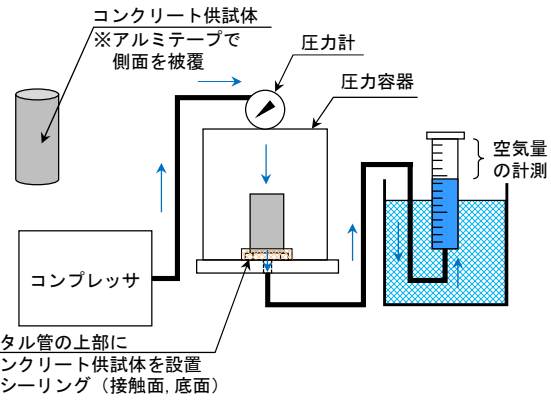 コンクリート供試体
※アルミテープで
側面を被覆
圧力計
圧力容器
空気量
の計測
コンプレッサ
タル管の上部に
ンクリート供試体を設置
シーリング（接触面,底面）